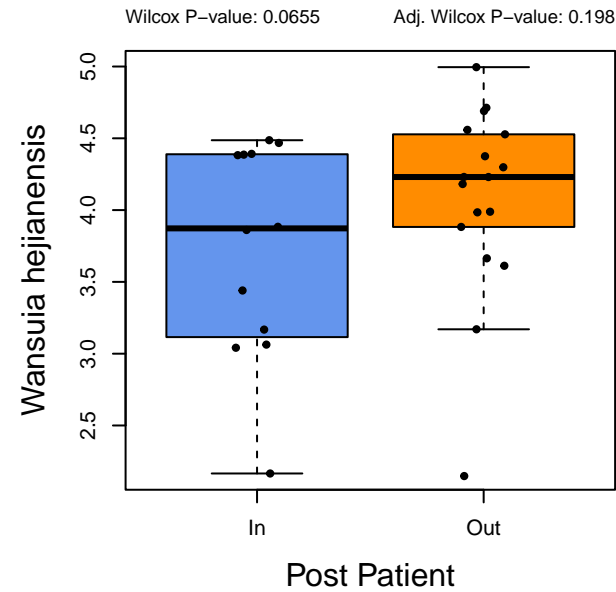 Wilcox P−value: 0.0655 Adj. Wilcox P−value: 0.198
Wansuia hejianensis
5.0
4.5
4.0
3.5
3.0
2.5
In Out
Post Patient